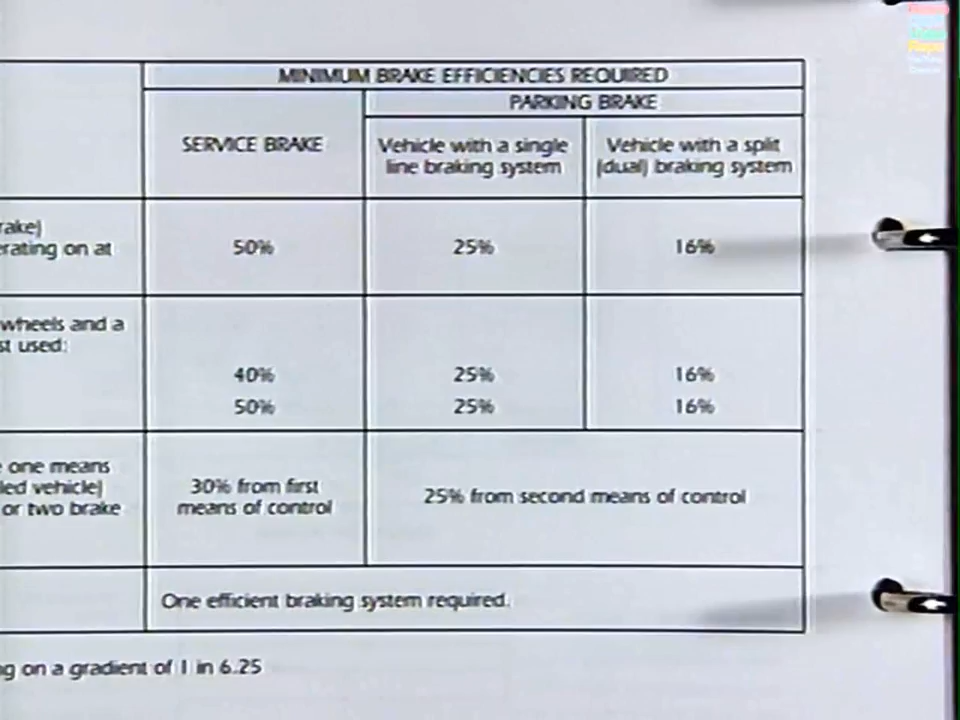 MINIMUM BRAKE EFFICIENCIES REQUIRED
PARKING BRAKE
SERVICE BRAKE
Vehicle with a single
line braking system
Vehicle with a split
(dual) braking system
rake)
erating on at
50%
25%
16%
wheels and a
st used:
40%
25%
16%
50%
25%
16%
e one means
led vehicle)
or two brake
30% from first
means of control
25% from second means of control
One efficient braking system required.
ng on a gradient of 1 in 6.25